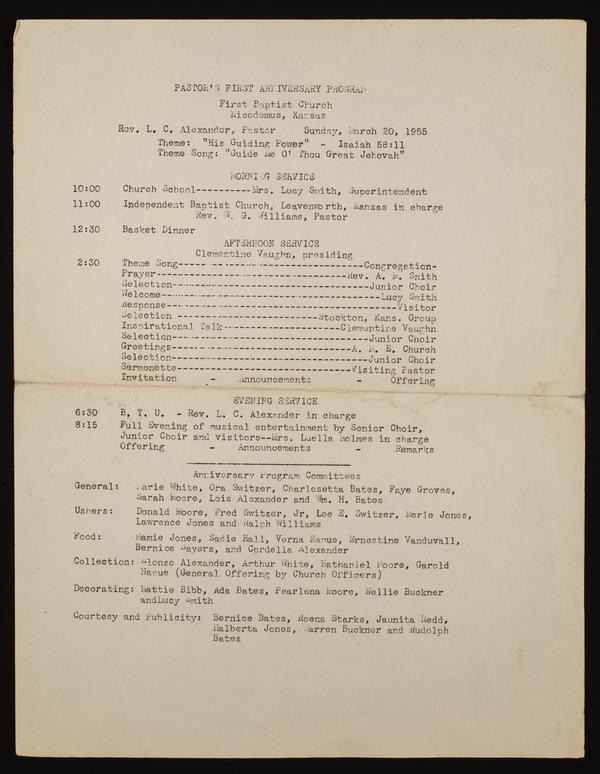 PASTOR'S FIRST ANNIVERSARY PROGRAM
First Baptist Church
Nicodomus, Kansas
Rev. L. C. Alexander, Pastor Sunday, March 20, 1955
Theme: "His Guiding Power" - Isaiah 58:11
Theme Song: "Guide Me O' Thou Great Jehovah"
MORNING SERVICE
10:00 Church School----------Mrs. Lucy Smith, Superintendent
11:00 Independent Baptist Church, Leavenworth, Kansas in charge
Rev. W. G. Williams, Pastor
12:30 Basket Dinner
AFTERNOON SERVICE
Clementine Vaughn, presiding
2:30 Theme Song-----------------------------------Congregation-
Prayer------------------------------------Rev. A. M. Smith
Selection-------------------------------------Junior Choir
Welcome-----------------------------------------Lucy Smith
Response-------------------------------------------Visitor
Selection --------------------------Stockton, Kans. Group
Inspirational Talk----------------------Clementine Vaughn
Selection-------------------------------------Junior Choir
Greetings----------------------------------A. M. E. Church
Selection-------------------------------------Junior Choir
Sermonette---------------------------------Visiting Pastor
Invitation - Announcements - Offering
EVENING SERVICE
6:30 B. T. U. - Rev. L. C. Alexander in charge
8:15 Full Evening of musical entertainment by Senior Choir,
Junior Choir and visitors--Mrs. Luella Holmes in charge
Offering - Announcements - Remarks
Anniversary Program Committees
General: Marie White, Ora Switzer, Charlesetta Bates, Faye Groves,
Sarah Moore, Lois Alexander and Wm. H. Bates
Ushers: Donald Moore, Fred Switzer, Jr, Lee E. Switzer, Merle Jones,
Lawrence Jones and Ralph Williams
Food: Mamie Jones, Sadie Hall, Verna Namue, Ernestine Vanduvall,
Bernice Sayers, and Cordelia Alexander
Collection: Alonzo Alexander, Arthur White, Nathaniel Moore, Garold
Namue (General Offering by Church Officers)
Decorating: Mattie Bibb, Ada Bates, Pearlena Moore, Nellie Buckner
andLucy Smith
Courtesy and Publicity: Bernice Bates, Roena Starks, Jaunita Redd,
Malberta Jones, Warren Buckner and Rudolph
Bates